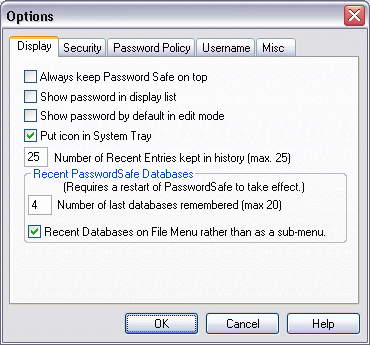 Options
Display Security Password Policy Username Misc
Always keep Password Safe on top
Show password in display list
Show password by default in edit mode
Put icon in System Tray
25 Number of Recent Entries kept in history (max. 25)
Recent PasswordSafe Databases
(Requires a restart of PasswordSafe to take effect.)
4 Number of last databases remembered (max 20)
Recent Databases on File Menu rather than as a sub-menu.
OK Cancel Help